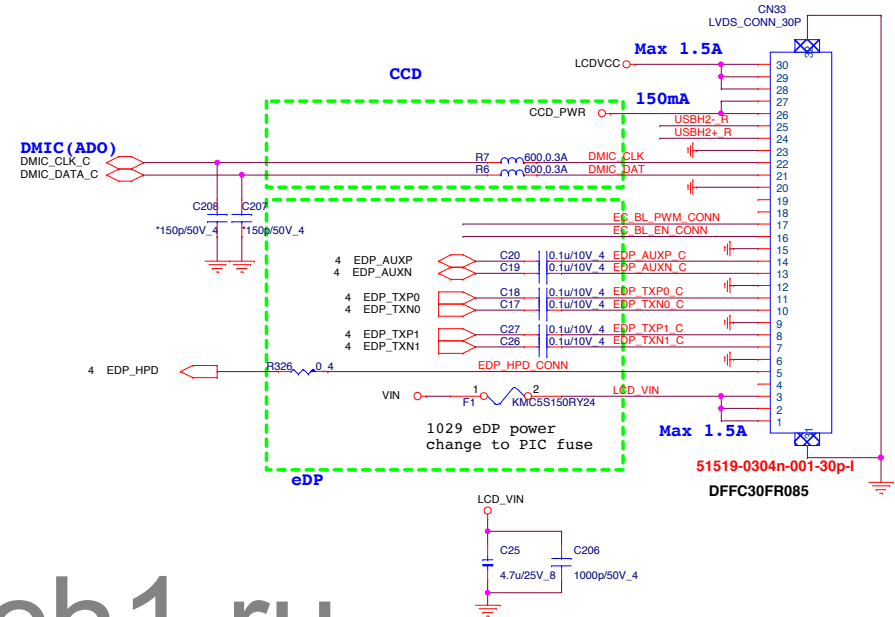 CN33
LVDS_CONN_30P
Max 1.5A
LCDVCC
CCD
150mA
CCD_PWR
USBH2-_R
USBH2+_R
DMIC(ADO)
DMIC_CLK_C
DMIC_DATA_C
R7 600,0.3A DMIC_CLK
R6 600,0.3A DMIC_DAT
C208 C207
*150p/50V_4 *150p/50V_4
EC_BL_PWM_CONN
EC_BL_EN_CONN
4 EDP_AUXP C20 0.1u/10V_4 EDP_AUXP_C
4 EDP_AUXN C19 0.1u/10V_4 EDP_AUXN_C
4 EDP_TXP0 C18 0.1u/10V_4 EDP_TXP0_C
4 EDP_TXN0 C17 0.1u/10V_4 EDP_TXN0_C
4 EDP_TXP1 C27 0.1u/10V_4 EDP_TXP1_C
4 EDP_TXN1 C26 0.1u/10V_4 EDP_TXN1_C
4 EDP_HPD R326 0_4 EDP_HPD_CONN
VIN 1 2 LCD_VIN
F1 KMC5S150RY24
1029 eDP power
change to PIC fuse
Max 1.5A
eDP
32
30
29
28
27
26
25
24
23
22
21
20
19
18
17
16
15
14
13
12
11
10
9
8
7
6
5
4
3
2
1
31
51519-0304n-001-30p-l
DFFC30FR085
LCD_VIN
C25 C206
4.7u/25V_8 1000p/50V_4